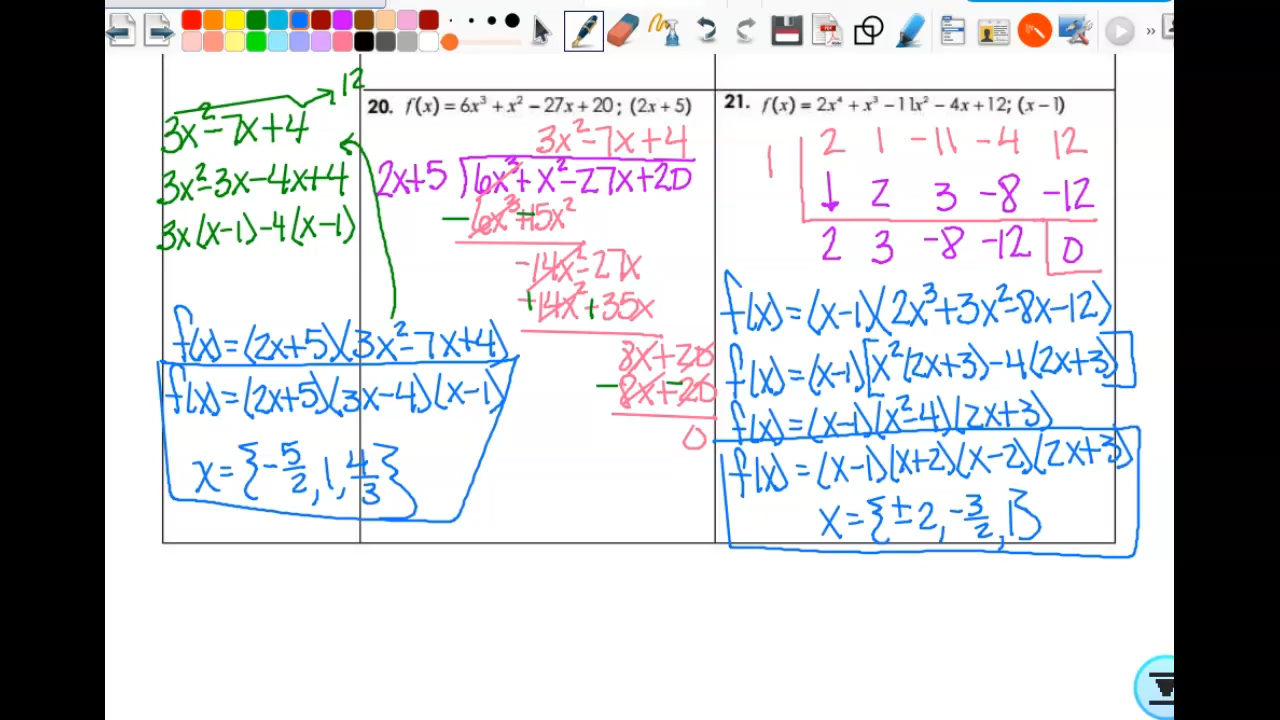 12
3x²-7x+4
3x²-3x-4x+4
3x(x-1)-4(x-1)
f(x)=(2x+5)(3x²-7x+4)
f(x)=(2x+5)(3x-4)(x-1)
x={-5/2, 1, 4/3}
20. f(x) = 6x³ + x² − 27x + 20; (2x + 5)
3x²-7x+4
2x+5 6x³+x²-27x+20
− 6x³+15x²
-14x²-27x
-14x²+35x
8x+20
− 8x+20
0
21. f(x) = 2x⁴ + x³ − 11x² − 4x + 12; (x − 1)
1 2 1 -11 -4 12
↓ 2 3 -8 -12
2 3 -8 -12 0
f(x)=(x-1)(2x³+3x²-8x-12)
f(x)=(x-1)[x²(2x+3)-4(2x+3)]
f(x)=(x-1)(x²-4)(2x+3)
f(x)=(x-1)(x+2)(x-2)(2x+3)
x={±2, -3/2, 1}